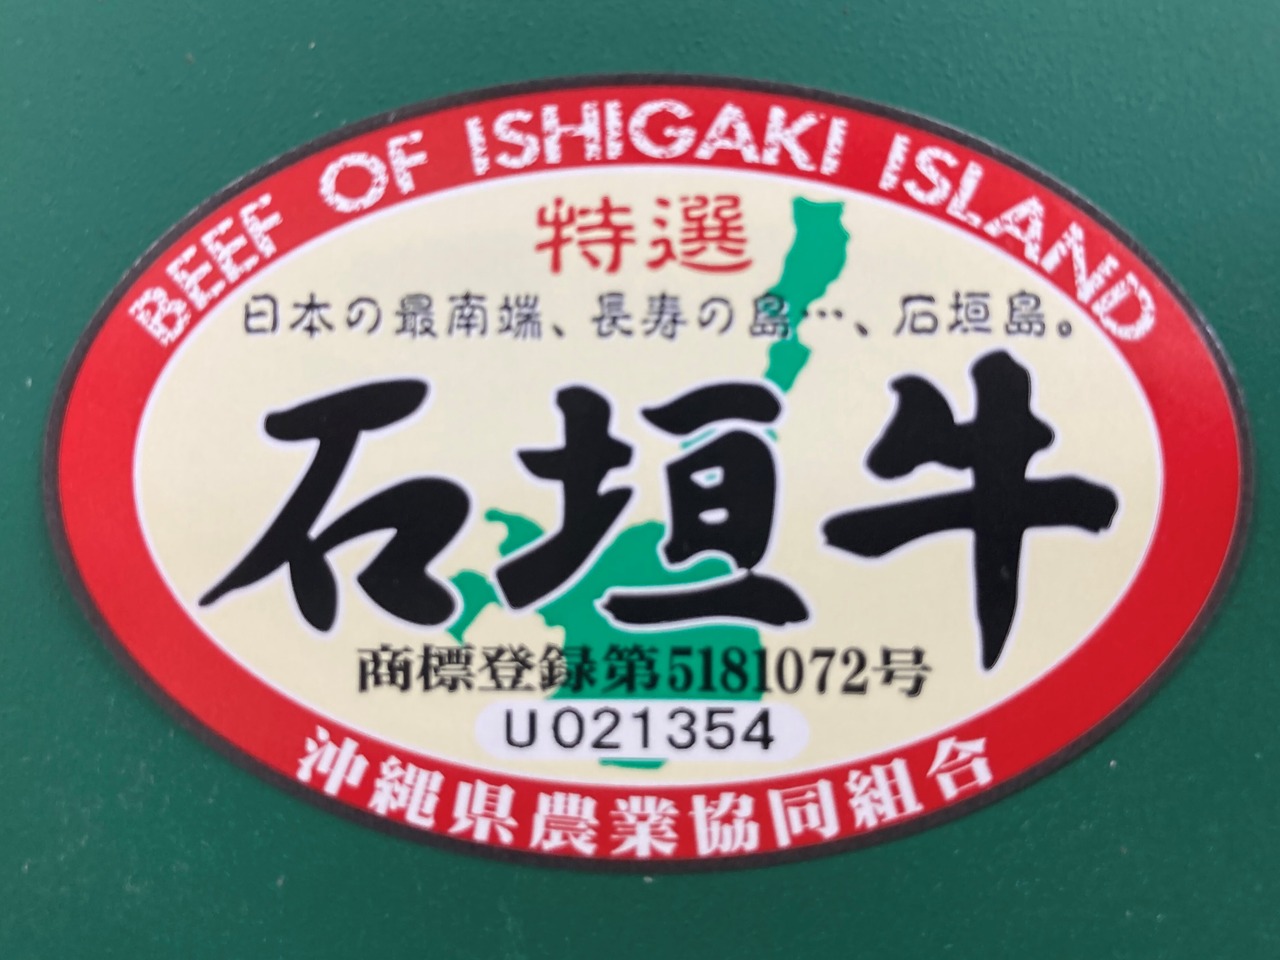 BEEF OF ISHIGAKI ISLAND
特選
日本の最南端、長寿の島…、石垣島。
石垣牛
商標登録第5181072号
U021354
沖縄県農業協同組合